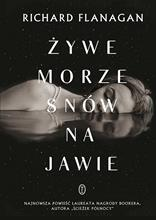 RICHARD FLANAGAN
ŻYWE
MORZE
SNÓW
NA
JAWIE
NAJNOWSZA POWIEŚĆ LAUREATA NAGRODY BOOKERA,
AUTORA „ŚCIEŻEK PÓŁNOCY”